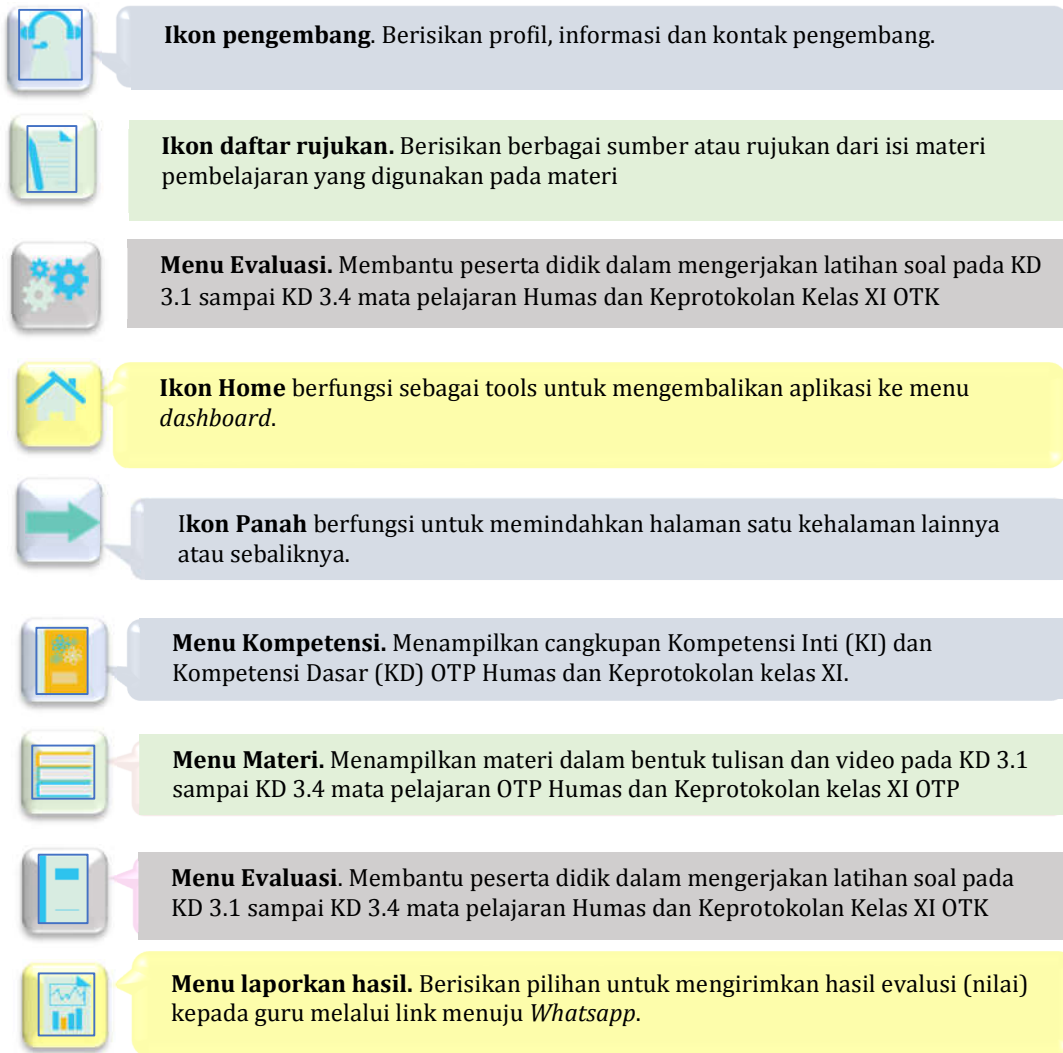 Ikon pengembang. Berisikan profil, informasi dan kontak pengembang.
Ikon daftar rujukan. Berisikan berbagai sumber atau rujukan dari isi materi
pembelajaran yang digunakan pada materi
Menu Evaluasi. Membantu peserta didik dalam mengerjakan latihan soal pada KD
3.1 sampai KD 3.4 mata pelajaran Humas dan Keprotokolan Kelas XI OTK
Ikon Home berfungsi sebagai tools untuk mengembalikan aplikasi ke menu
dashboard.
Ikon Panah berfungsi untuk memindahkan halaman satu kehalaman lainnya
atau sebaliknya.
Menu Kompetensi. Menampilkan cangkupan Kompetensi Inti (KI) dan
Kompetensi Dasar (KD) OTP Humas dan Keprotokolan kelas XI.
Menu Materi. Menampilkan materi dalam bentuk tulisan dan video pada KD 3.1
sampai KD 3.4 mata pelajaran OTP Humas dan Keprotokolan kelas XI OTP
Menu Evaluasi. Membantu peserta didik dalam mengerjakan latihan soal pada
KD 3.1 sampai KD 3.4 mata pelajaran Humas dan Keprotokolan Kelas XI OTK
Menu laporkan hasil. Berisikan pilihan untuk mengirimkan hasil evalusi (nilai)
kepada guru melalui link menuju Whatsapp.